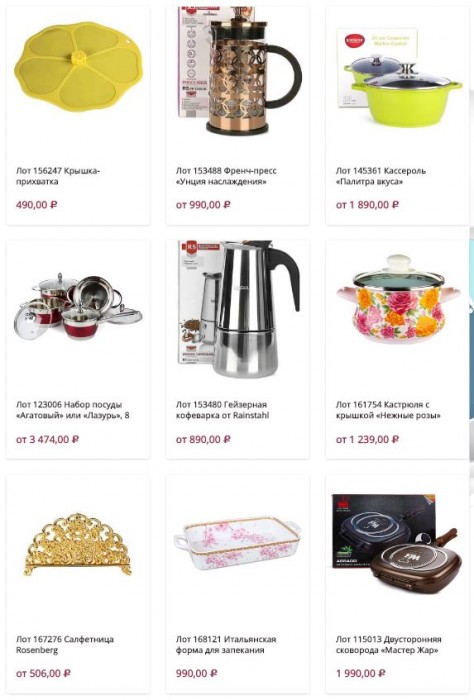 Лот 156247 Крышка-
прихватка
490,00 ₽
Лот 153488 Френч-пресс
«Унция наслаждения»
от 990,00 ₽
Лот 145361 Кассероль
«Палитра вкуса»
от 1 890,00 ₽
Лот 123006 Набор посуды
«Агатовый» или «Лазурь», 8
от 3 474,00 ₽
RS
Лот 153480 Гейзерная
кофеварка от Rainstahl
от 890,00 ₽
Лот 161754 Кастрюля с
крышкой «Нежные розы»
от 1 239,00 ₽
Лот 167276 Салфетница
Rosenberg
от 506,00 ₽
Лот 168121 Итальянская
форма для запекания
990,00 ₽
Лот 115013 Двусторонняя
сковорода «Мастер Жар»
1 990,00 ₽